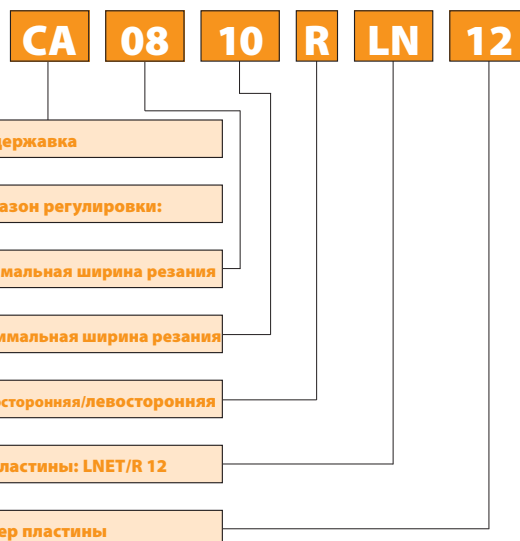 CA 08 10 R LN 12
державка
азон регулировки:
мальная ширина резания
имальная ширина резания
осторонняя/левосторонняя
ластины: LNET/R 12
ер пластины